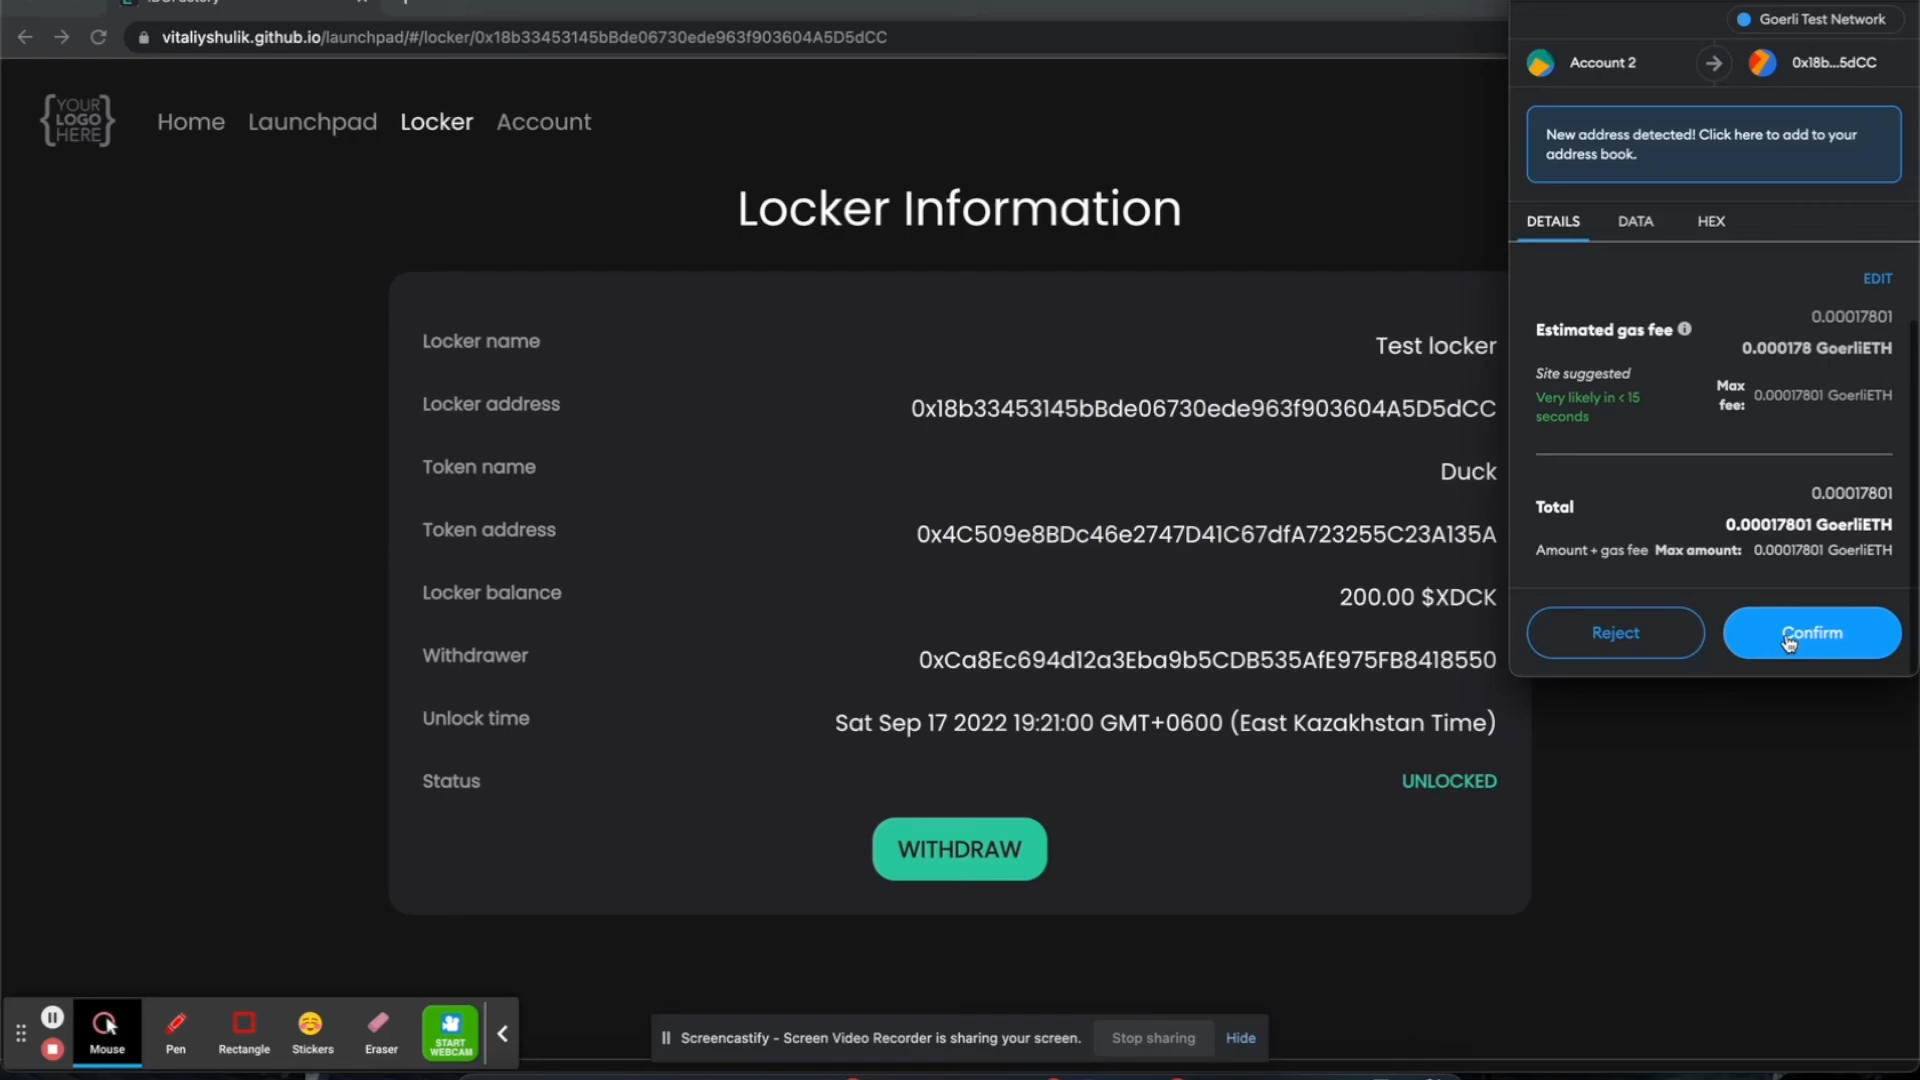 vitaliyshulik.github.io/launchpad/#/locker/0x18b33453145bBde06730ede963f903604A5D5dCC
Goerli Test Network
Account 2
0x18b...5dCC
New address detected! Click here to add to your
address book.
DETAILS
DATA
HEX
EDIT
0.00017801
Estimated gas fee
0.000178 GoerliETH
Site suggested
Very likely in < 15
seconds
Max
fee:
0.00017801 GoerliETH
0.00017801
Total
0.00017801 GoerliETH
Amount + gas fee Max amount: 0.00017801 GoerliETH
Reject
Confirm
{YOUR
LOGO
HERE}
Home
Launchpad
Locker
Account
Locker Information
Locker name
Test locker
Locker address
0x18b33453145bBde06730ede963f903604A5D5dCC
Token name
Duck
Token address
0x4C509e8BDc46e2747D41C67dfA723255C23A135A
Locker balance
200.00 $XDCK
Withdrawer
0xCa8Ec694d12a3Eba9b5CDB535AfE975FB8418550
Unlock time
Sat Sep 17 2022 19:21:00 GMT+0600 (East Kazakhstan Time)
Status
UNLOCKED
WITHDRAW
Mouse
Pen
Rectangle
Stickers
Eraser
START
WEBCAM
Screencastify - Screen Video Recorder is sharing your screen.
Stop sharing
Hide